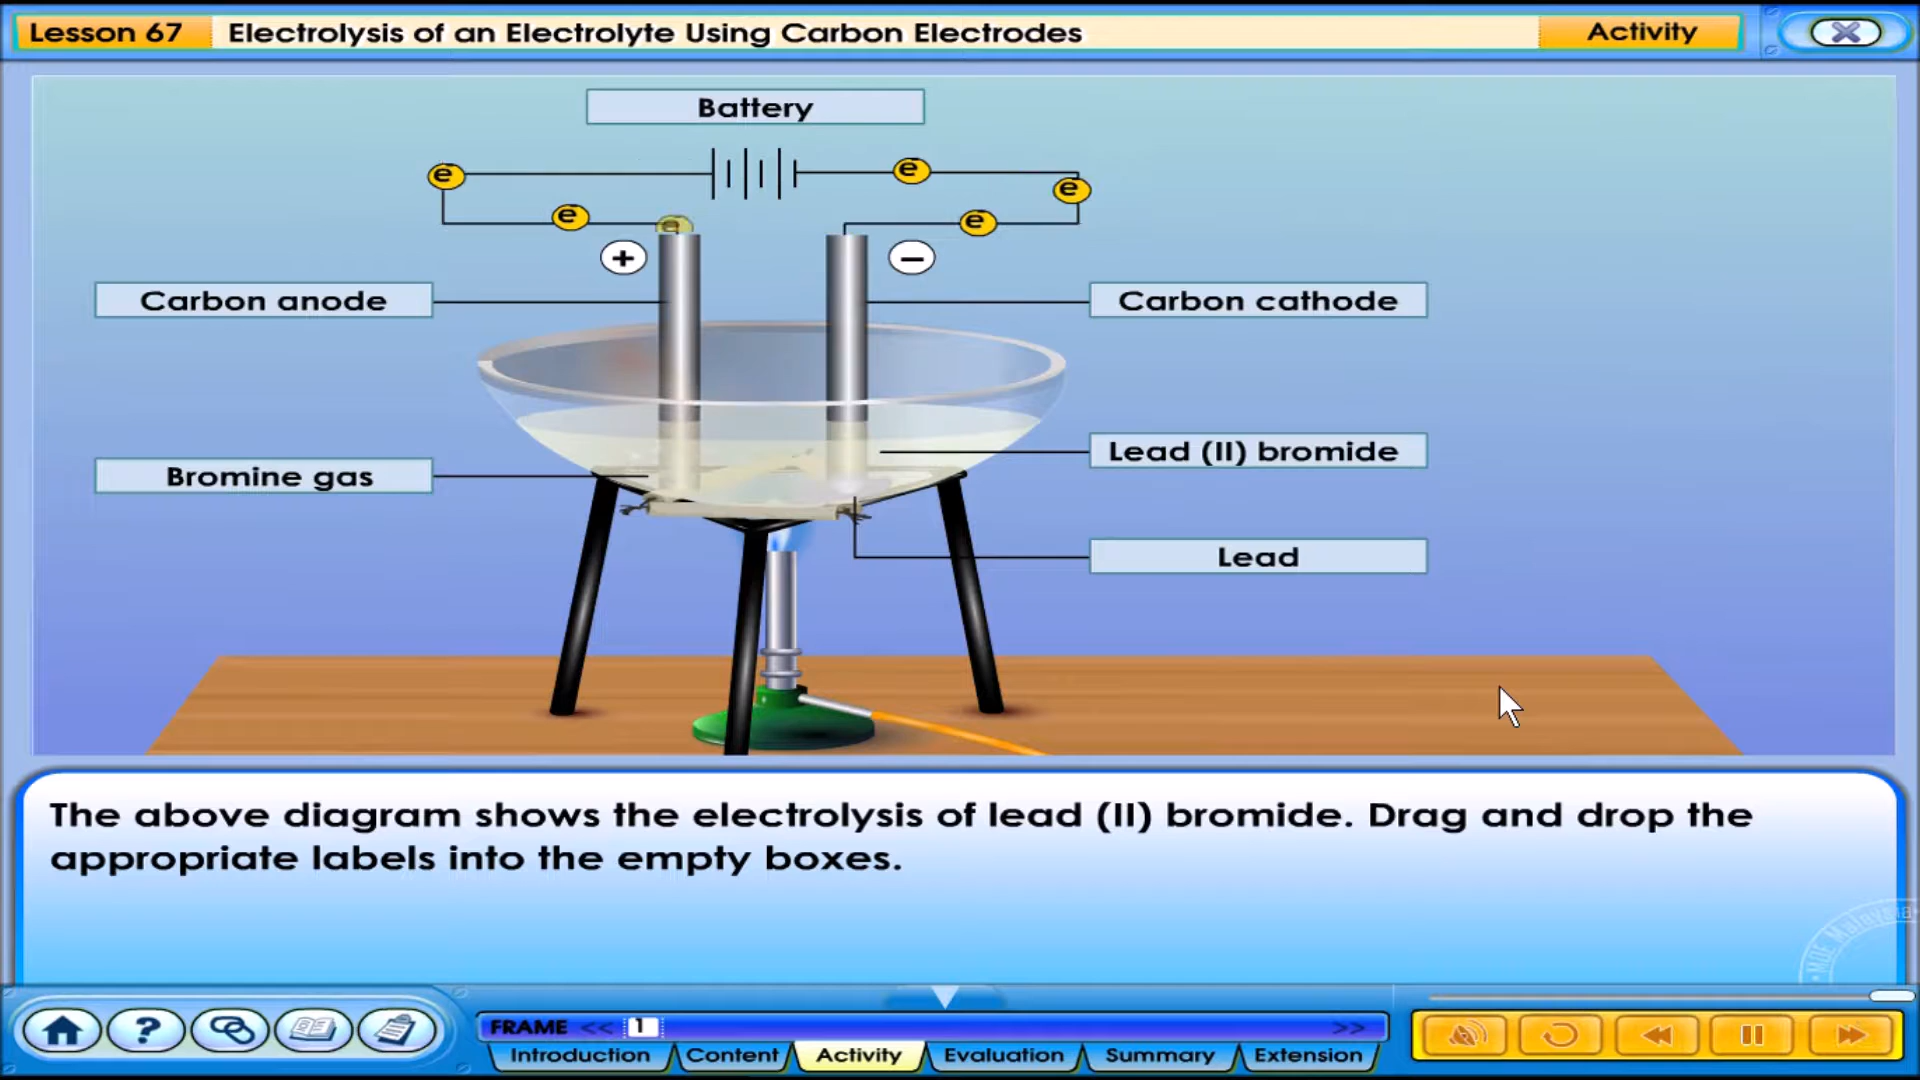 Lesson 67
Electrolysis of an Electrolyte Using Carbon Electrodes
Activity
Battery
e
e
e
e
e
e
+
−
Carbon anode
Carbon cathode
Lead (II) bromide
Bromine gas
Lead
The above diagram shows the electrolysis of lead (II) bromide. Drag and drop the
appropriate labels into the empty boxes.
MOE Malaysia
?
FRAME << 1 >>
Introduction
Content
Activity
Evaluation
Summary
Extension